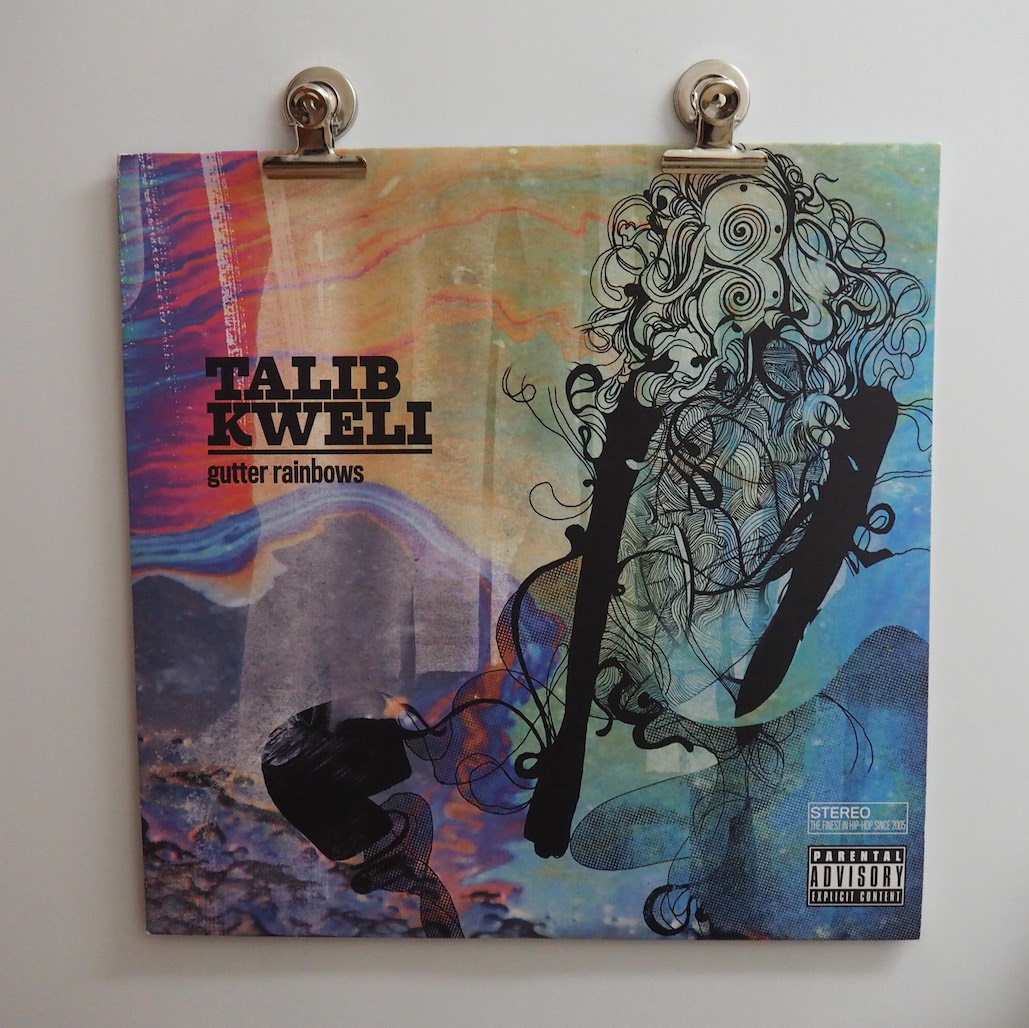 TALIB
KWELI
gutter rainbows
STEREO
THE FINEST IN HIP-HOP SINCE 2005
PARENTAL
ADVISORY
EXPLICIT CONTENT